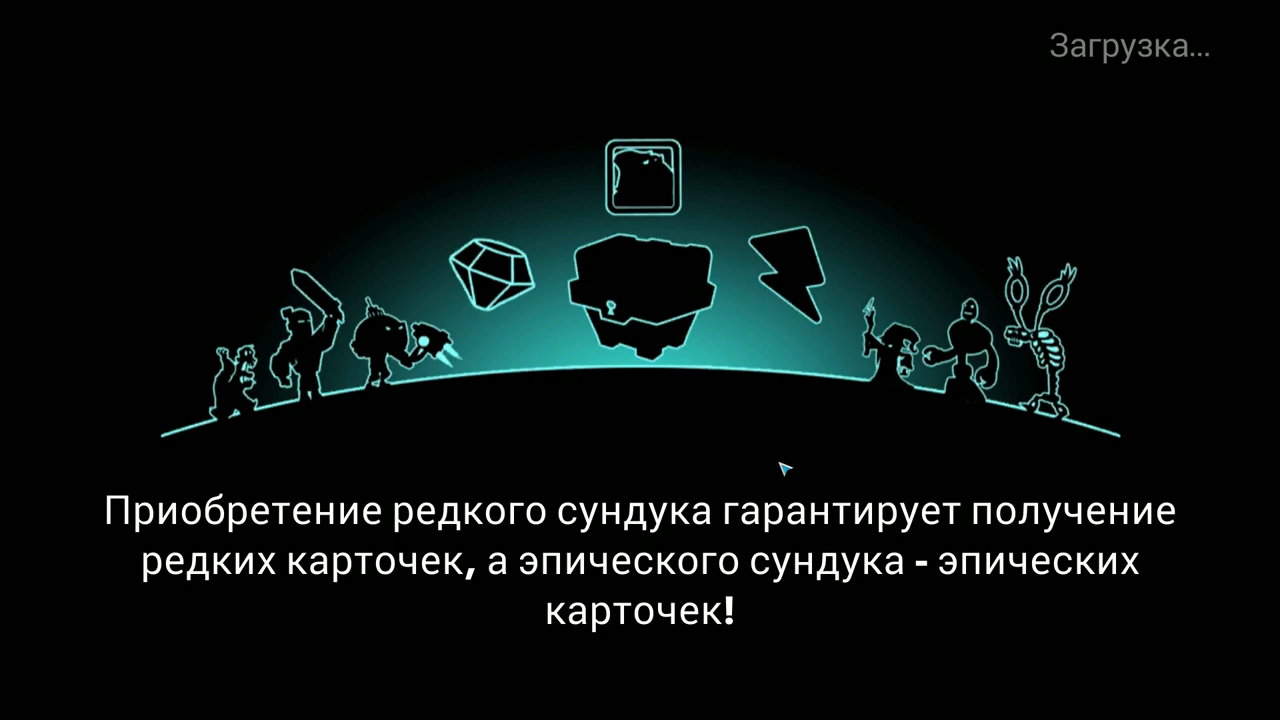 Загрузка...
Приобретение редкого сундука гарантирует получение
редких карточек, а эпического сундука - эпических
карточек!